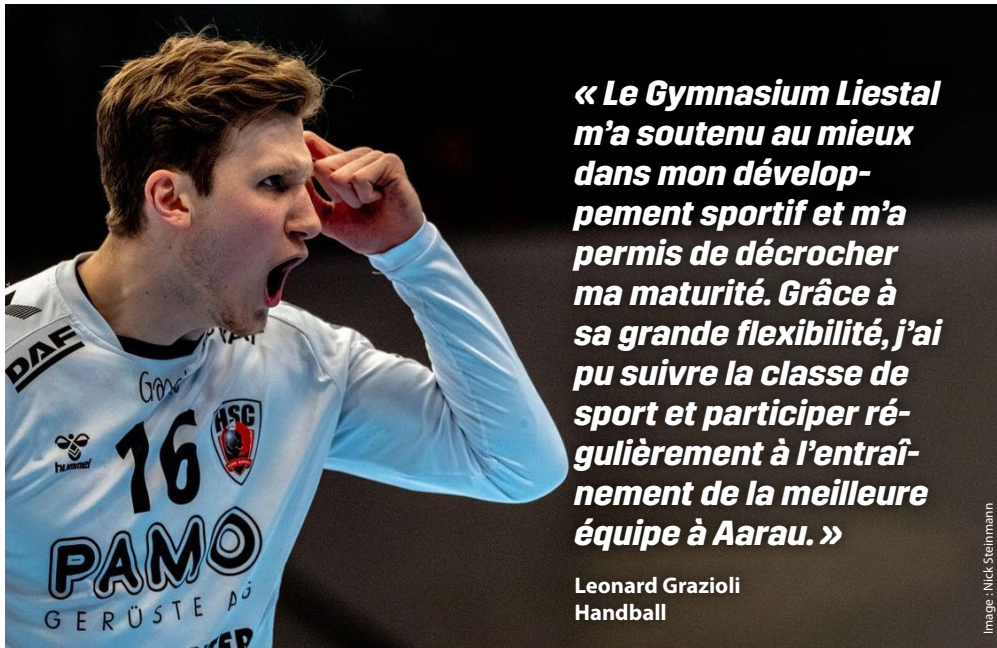 « Le Gymnasium Liestal
m’a soutenu au mieux
dans mon dévelop-
pement sportif et m’a
permis de décrocher
ma maturité. Grâce à
sa grande flexibilité, j’ai
pu suivre la classe de
sport et participer ré-
gulièrement à l’entraî-
nement de la meilleure
équipe à Aarau. »
Leonard Grazioli
Handball
Image : Nick Steinmann
DAF
hummel
16
HSC
PAMO
GERÜSTE AG